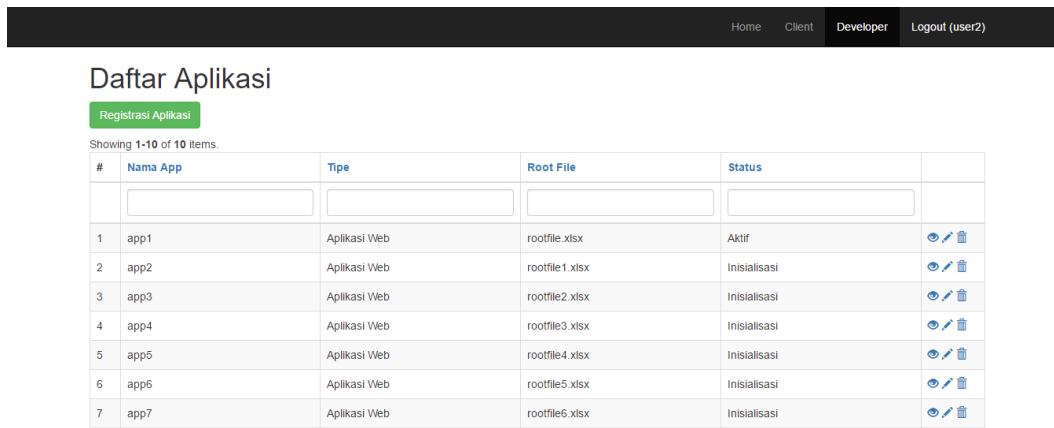 Home Client Developer Logout (user2)
Daftar Aplikasi
Registrasi Aplikasi
Showing 1-10 of 10 items.
# Nama App Tipe Root File Status
1 app1 Aplikasi Web rootfile.xlsx Aktif
2 app2 Aplikasi Web rootfile1.xlsx Inisialisasi
3 app3 Aplikasi Web rootfile2.xlsx Inisialisasi
4 app4 Aplikasi Web rootfile3.xlsx Inisialisasi
5 app5 Aplikasi Web rootfile4.xlsx Inisialisasi
6 app6 Aplikasi Web rootfile5.xlsx Inisialisasi
7 app7 Aplikasi Web rootfile6.xlsx Inisialisasi